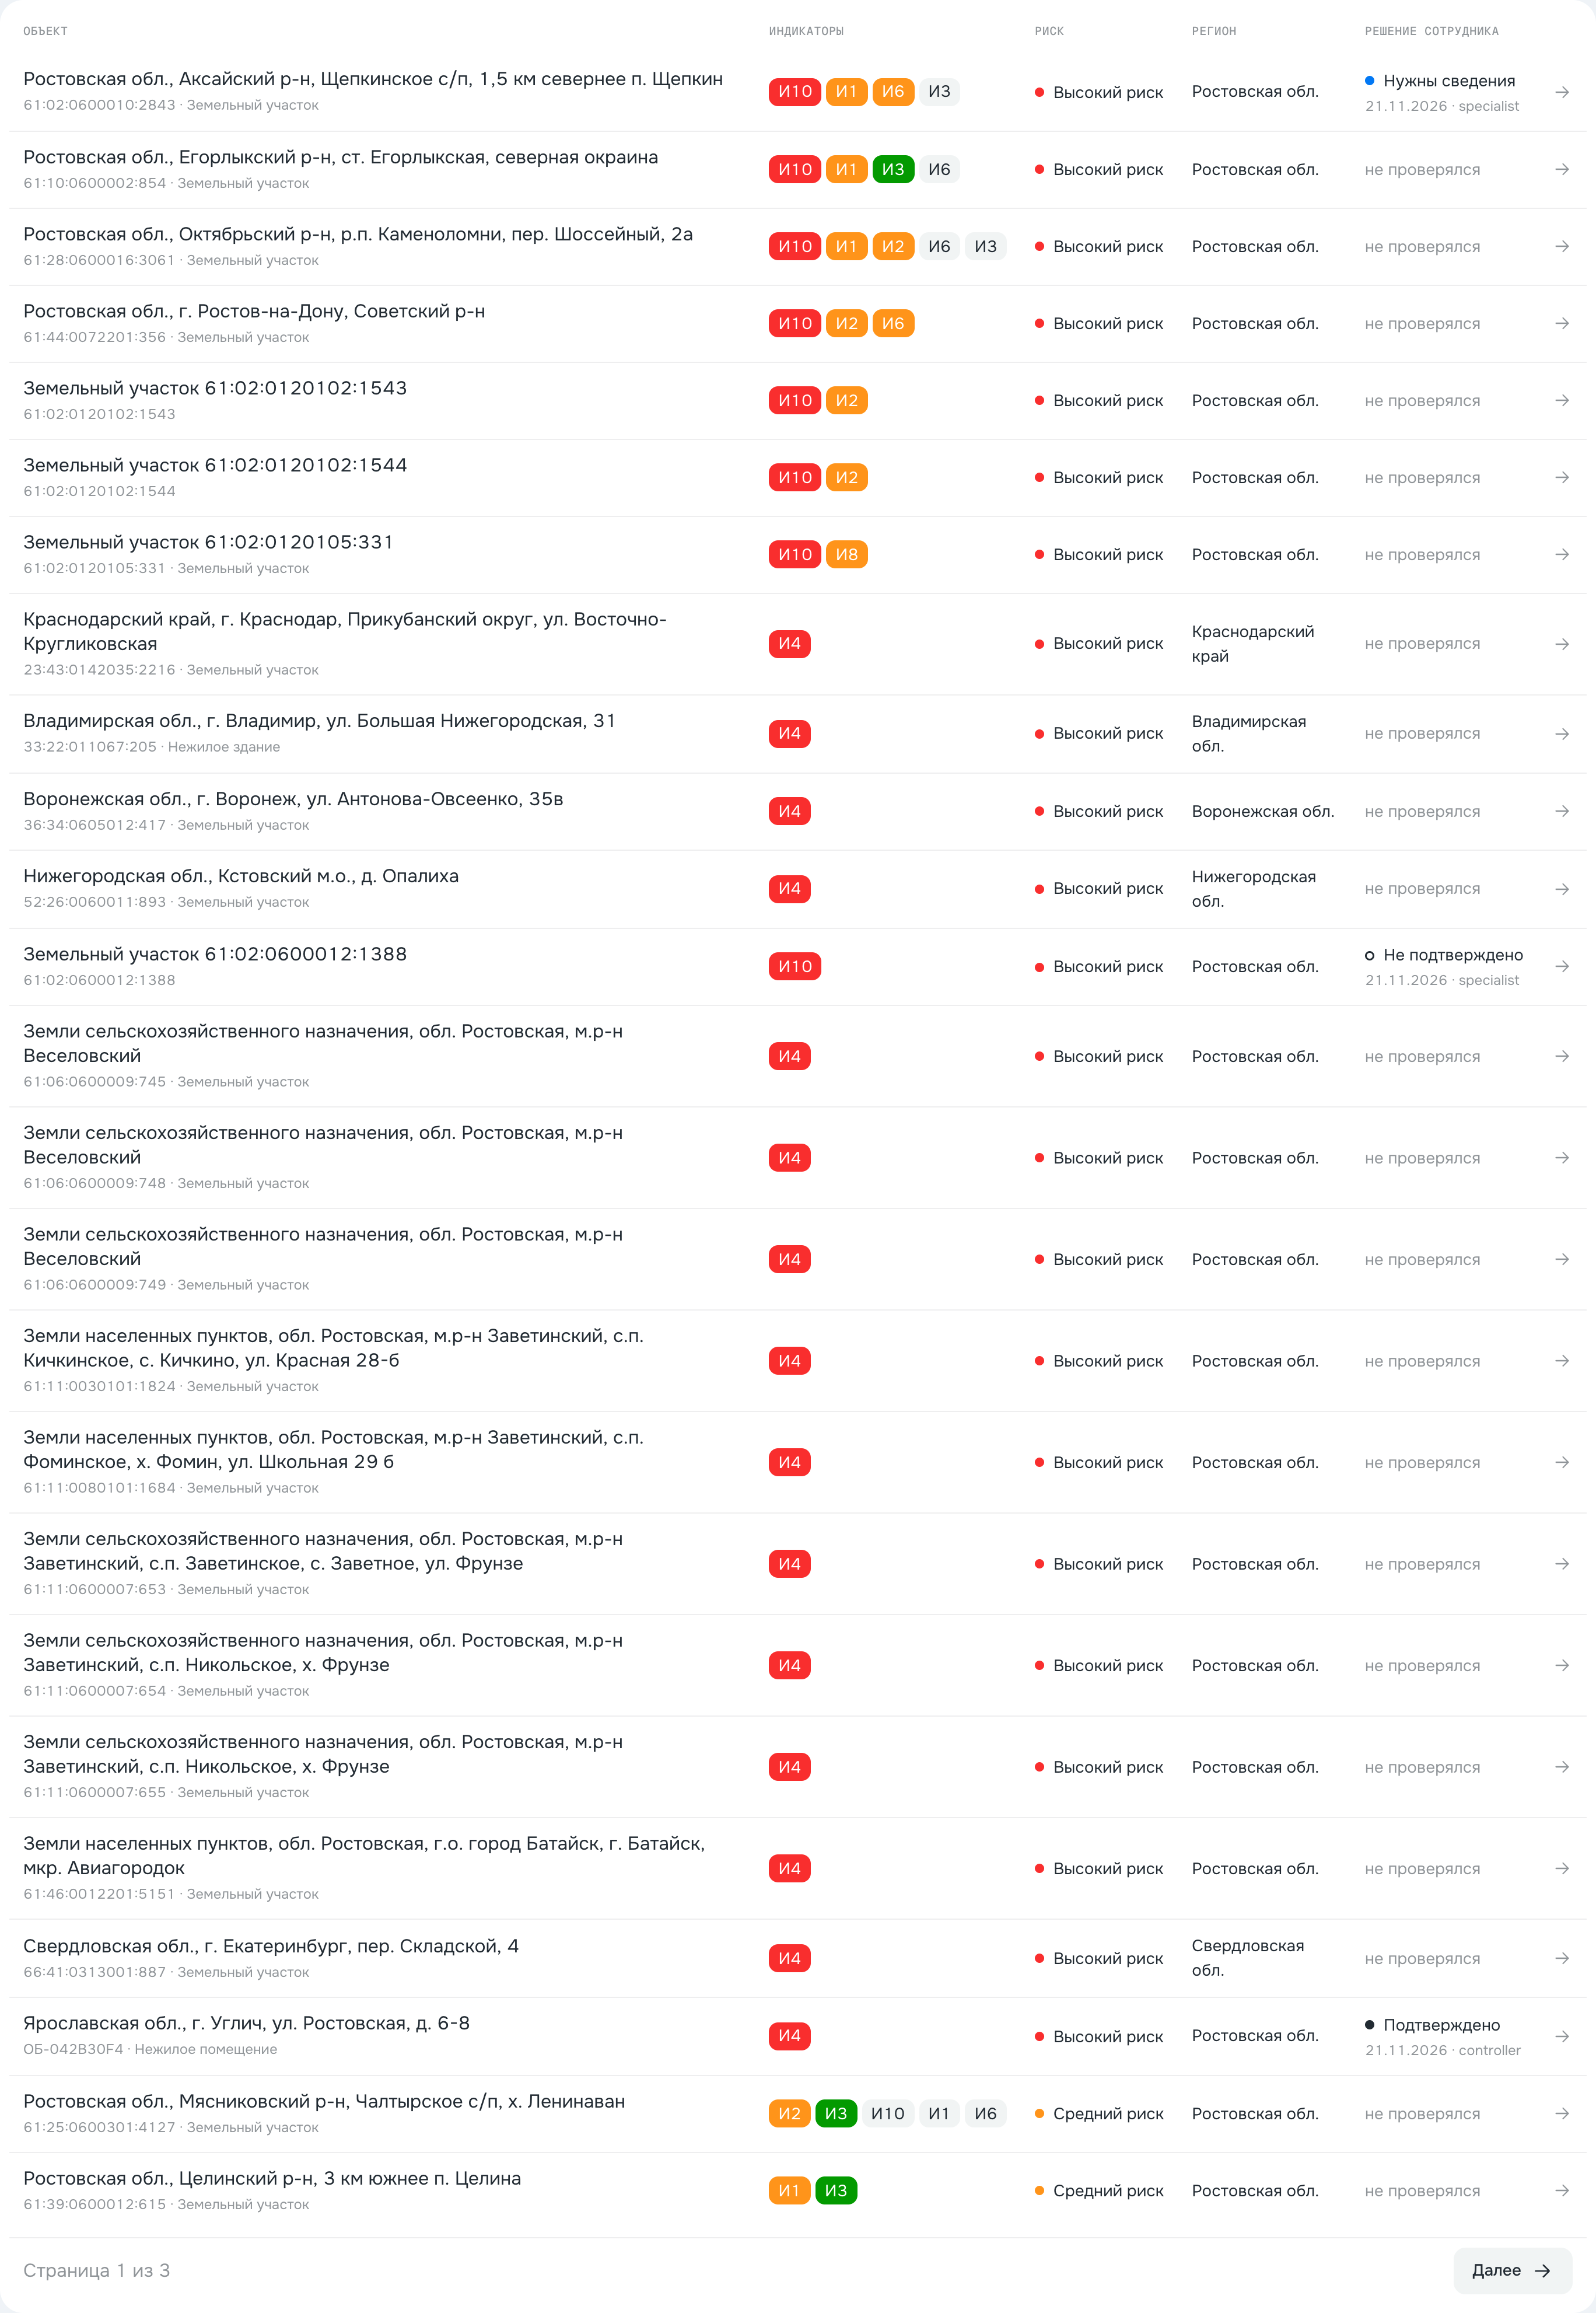 ОБЪЕКТ ИНДИКАТОРЫ РИСК РЕГИОН РЕШЕНИЕ СОТРУДНИКА
Ростовская обл., Аксайский р-н, Щепкинское с/п, 1,5 км севернее п. Щепкин
61:02:0600010:2843 · Земельный участок
И10 И1 И6 И3
Высокий риск
Ростовская обл.
Нужны сведения
21.11.2026 · specialist
Ростовская обл., Егорлыкский р-н, ст. Егорлыкская, северная окраина
61:10:0600002:854 · Земельный участок
И10 И1 И3 И6
Высокий риск
Ростовская обл.
не проверялся
Ростовская обл., Октябрьский р-н, р.п. Каменоломни, пер. Шоссейный, 2а
61:28:0600016:3061 · Земельный участок
И10 И1 И2 И6 И3
Высокий риск
Ростовская обл.
не проверялся
Ростовская обл., г. Ростов-на-Дону, Советский р-н
61:44:0072201:356 · Земельный участок
И10 И2 И6
Высокий риск
Ростовская обл.
не проверялся
Земельный участок 61:02:0120102:1543
61:02:0120102:1543
И10 И2
Высокий риск
Ростовская обл.
не проверялся
Земельный участок 61:02:0120102:1544
61:02:0120102:1544
И10 И2
Высокий риск
Ростовская обл.
не проверялся
Земельный участок 61:02:0120105:331
61:02:0120105:331 · Земельный участок
И10 И8
Высокий риск
Ростовская обл.
не проверялся
Краснодарский край, г. Краснодар, Прикубанский округ, ул. Восточно-
Кругликовская
23:43:0142035:2216 · Земельный участок
И4
Высокий риск
Краснодарский
край
не проверялся
Владимирская обл., г. Владимир, ул. Большая Нижегородская, 31
33:22:011067:205 · Нежилое здание
И4
Высокий риск
Владимирская
обл.
не проверялся
Воронежская обл., г. Воронеж, ул. Антонова-Овсеенко, 35в
36:34:0605012:417 · Земельный участок
И4
Высокий риск
Воронежская обл.
не проверялся
Нижегородская обл., Кстовский м.о., д. Опалиха
52:26:0060011:893 · Земельный участок
И4
Высокий риск
Нижегородская
обл.
не проверялся
Земельный участок 61:02:0600012:1388
61:02:0600012:1388
И10
Высокий риск
Ростовская обл.
Не подтверждено
21.11.2026 · specialist
Земли сельскохозяйственного назначения, обл. Ростовская, м.р-н
Веселовский
61:06:0600009:745 · Земельный участок
И4
Высокий риск
Ростовская обл.
не проверялся
Земли сельскохозяйственного назначения, обл. Ростовская, м.р-н
Веселовский
61:06:0600009:748 · Земельный участок
И4
Высокий риск
Ростовская обл.
не проверялся
Земли сельскохозяйственного назначения, обл. Ростовская, м.р-н
Веселовский
61:06:0600009:749 · Земельный участок
И4
Высокий риск
Ростовская обл.
не проверялся
Земли населенных пунктов, обл. Ростовская, м.р-н Заветинский, с.п.
Кичкинское, с. Кичкино, ул. Красная 28-б
61:11:0030101:1824 · Земельный участок
И4
Высокий риск
Ростовская обл.
не проверялся
Земли населенных пунктов, обл. Ростовская, м.р-н Заветинский, с.п.
Фоминское, х. Фомин, ул. Школьная 29 б
61:11:0080101:1684 · Земельный участок
И4
Высокий риск
Ростовская обл.
не проверялся
Земли сельскохозяйственного назначения, обл. Ростовская, м.р-н
Заветинский, с.п. Заветинское, с. Заветное, ул. Фрунзе
61:11:0600007:653 · Земельный участок
И4
Высокий риск
Ростовская обл.
не проверялся
Земли сельскохозяйственного назначения, обл. Ростовская, м.р-н
Заветинский, с.п. Никольское, х. Фрунзе
61:11:0600007:654 · Земельный участок
И4
Высокий риск
Ростовская обл.
не проверялся
Земли сельскохозяйственного назначения, обл. Ростовская, м.р-н
Заветинский, с.п. Никольское, х. Фрунзе
61:11:0600007:655 · Земельный участок
И4
Высокий риск
Ростовская обл.
не проверялся
Земли населенных пунктов, обл. Ростовская, г.о. город Батайск, г. Батайск,
мкр. Авиагородок
61:46:0012201:5151 · Земельный участок
И4
Высокий риск
Ростовская обл.
не проверялся
Свердловская обл., г. Екатеринбург, пер. Складской, 4
66:41:0313001:887 · Земельный участок
И4
Высокий риск
Свердловская
обл.
не проверялся
Ярославская обл., г. Углич, ул. Ростовская, д. 6-8
ОБ-042B30F4 · Нежилое помещение
И4
Высокий риск
Ростовская обл.
Подтверждено
21.11.2026 · controller
Ростовская обл., Мясниковский р-н, Чалтырское с/п, х. Ленинаван
61:25:0600301:4127 · Земельный участок
И2 И3 И10 И1 И6
Средний риск
Ростовская обл.
не проверялся
Ростовская обл., Целинский р-н, 3 км южнее п. Целина
61:39:0600012:615 · Земельный участок
И1 И3
Средний риск
Ростовская обл.
не проверялся
Страница 1 из 3
Далее